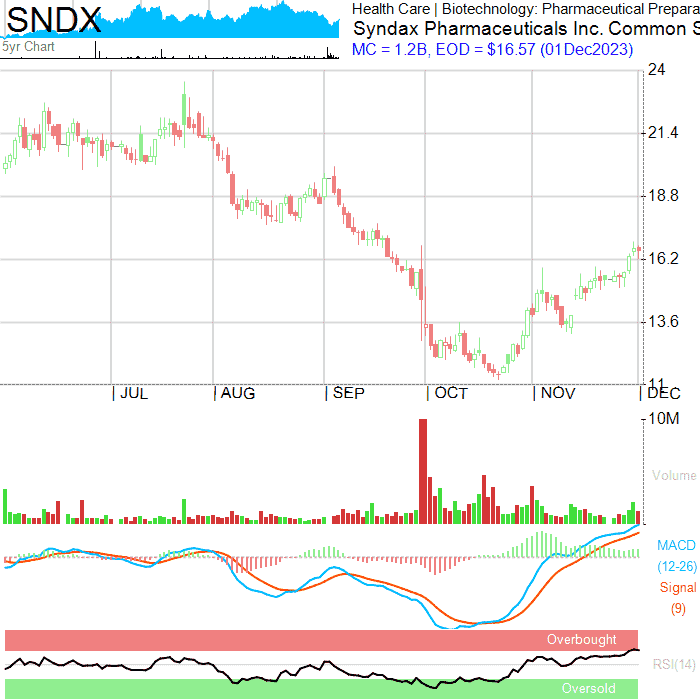 SNDX
5yr Chart
Health Care | Biotechnology: Pharmaceutical Prepara
Syndax Pharmaceuticals Inc. Common S
MC = 1.2B, EOD = $16.57 (01Dec2023)
24
21.4
18.8
16.2
13.6
11
| JUL | AUG | SEP | OCT | NOV | DEC
10M
Volume
MACD
(12-26)
Signal
(9)
Overbought
RSI(14)
Oversold